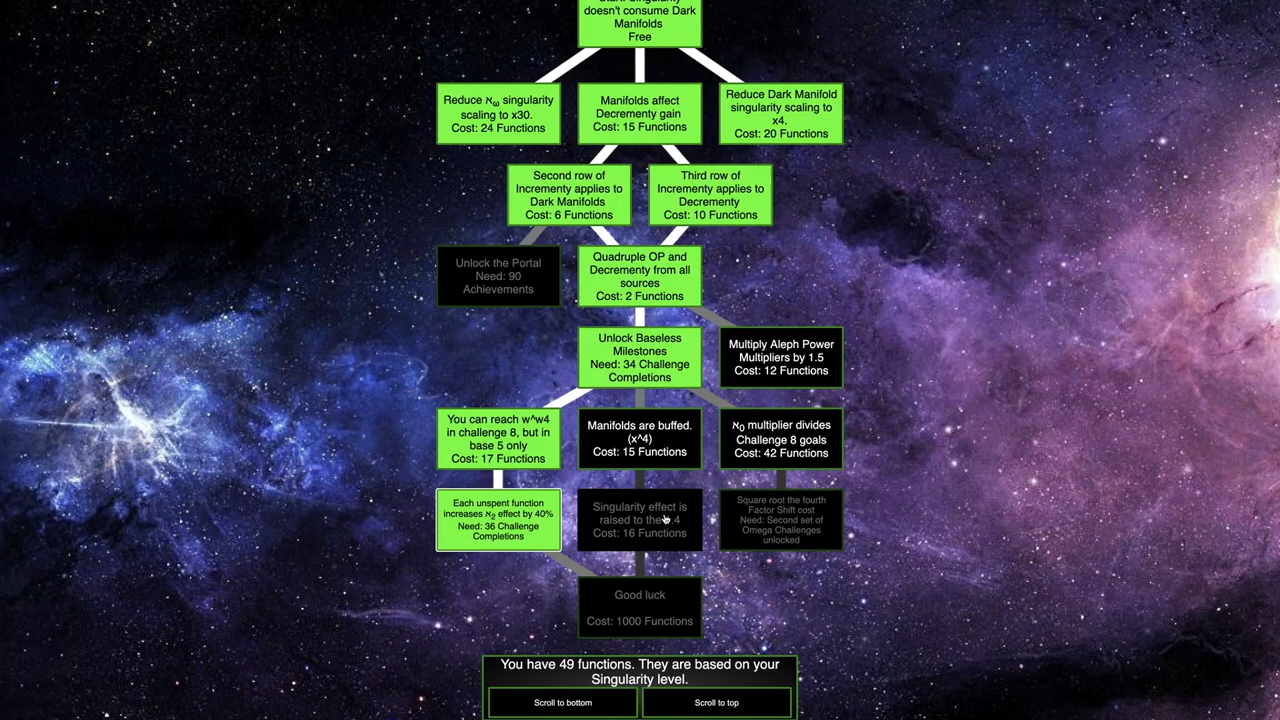 doesn't consume Dark
Manifolds
Free
Reduce ℵω singularity
scaling to x30.
Cost: 24 Functions
Manifolds affect
Decrementy gain
Cost: 15 Functions
Reduce Dark Manifold
singularity scaling to
x4.
Cost: 20 Functions
Second row of
Incrementy applies to
Dark Manifolds
Cost: 6 Functions
Third row of
Incrementy applies to
Decrementy
Cost: 10 Functions
Unlock the Portal
Need: 90
Achievements
Quadruple OP and
Decrementy from all
sources
Cost: 2 Functions
Unlock Baseless
Milestones
Need: 34 Challenge
Completions
Multiply Aleph Power
Multipliers by 1.5
Cost: 12 Functions
You can reach w^w4
in challenge 8, but in
base 5 only
Cost: 17 Functions
Manifolds are buffed.
(x^4)
Cost: 15 Functions
ℵ0 multiplier divides
Challenge 8 goals
Cost: 42 Functions
Each unspent function
increases ℵ2 effect by 40%
Need: 36 Challenge
Completions
Singularity effect is
raised to the .4
Cost: 16 Functions
Square root the fourth
Factor Shift cost
Need: Second set of
Omega Challenges
unlocked
Good luck
Cost: 1000 Functions
You have 49 functions. They are based on your
Singularity level.
Scroll to bottom
Scroll to top